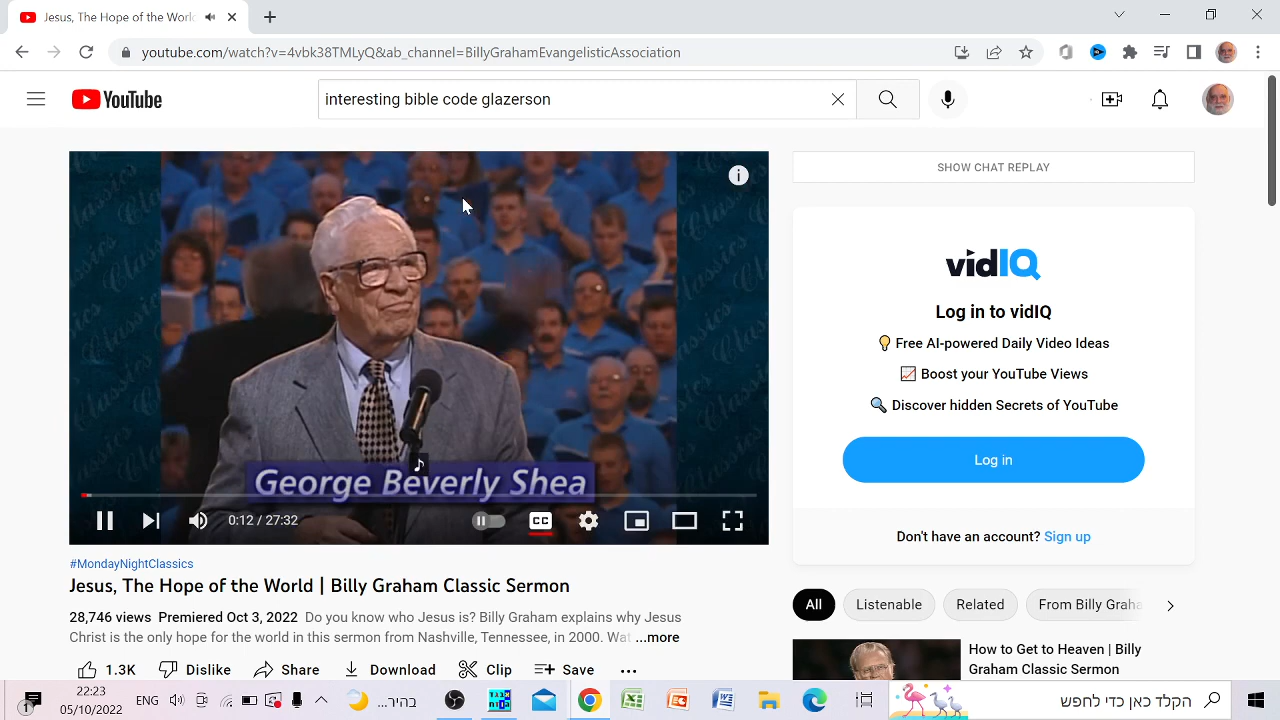 Jesus, The Hope of the Worl
youtube.com/watch?v=4vbk38TMLyQ&ab_channel=BillyGrahamEvangelisticAssociation
YouTube
interesting bible code glazerson
SHOW CHAT REPLAY
Classics
George Beverly Shea
0:12 / 27:32
CC
vidIQ
Log in to vidIQ
Free AI-powered Daily Video Ideas
Boost your YouTube Views
Discover hidden Secrets of YouTube
Log in
Don't have an account? Sign up
#MondayNightClassics
Jesus, The Hope of the World | Billy Graham Classic Sermon
28,746 views Premiered Oct 3, 2022 Do you know who Jesus is? Billy Graham explains why Jesus
Christ is the only hope for the world in this sermon from Nashville, Tennessee, in 2000. Wat ...more
1.3K Dislike Share Download Clip Save
All Listenable Related From Billy Graha
How to Get to Heaven | Billy
Graham Classic Sermon
22:23
05/10/2022
ENG
בהיר...
הקלד כאן כדי לחפש